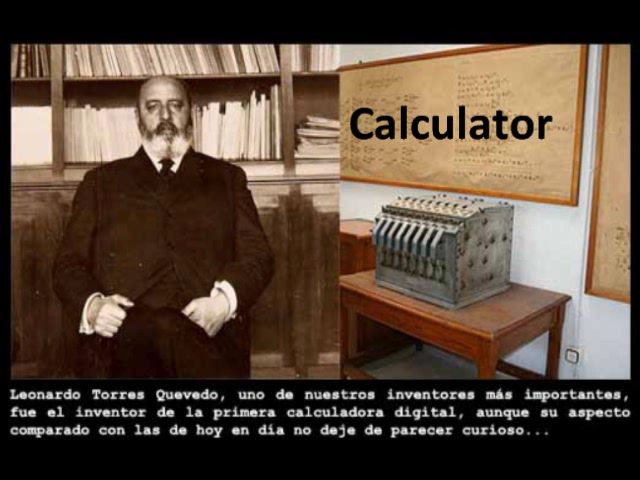 Calculator
Leonardo Torres Quevedo, uno de nuestros inventores más importantes,
fue el inventor de la primera calculadora digital, aunque su aspecto
comparado con las de hoy en día no deje de parecer curioso...